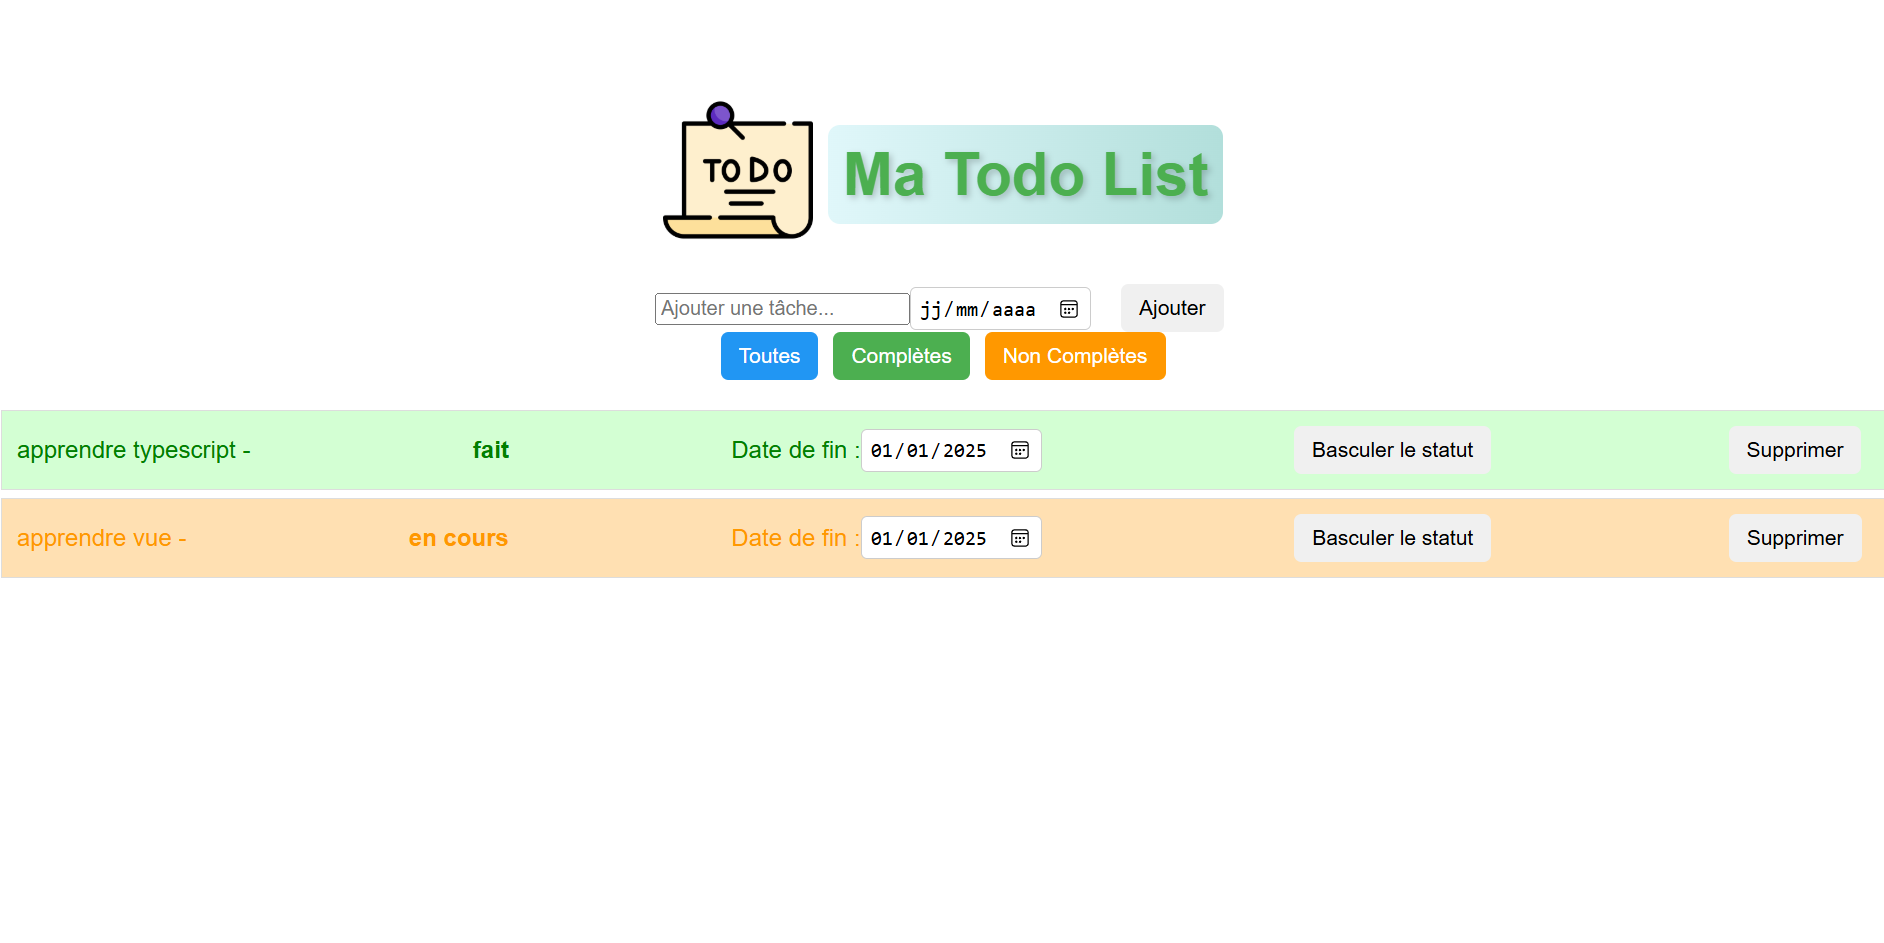 TO DO
Ma Todo List
Ajouter une tâche... jj/mm/aaaa Ajouter
Toutes Complètes Non Complètes
apprendre typescript - fait Date de fin : 01/01/2025 Basculer le statut Supprimer
apprendre vue - en cours Date de fin : 01/01/2025 Basculer le statut Supprimer